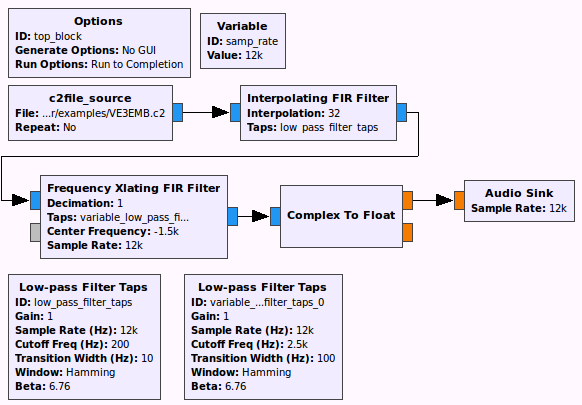 Options
ID: top_block
Generate Options: No GUI
Run Options: Run to Completion
Variable
ID: samp_rate
Value: 12k
c2file_source
File: ...r/examples/VE3EMB.c2
Repeat: No
Interpolating FIR Filter
Interpolation: 32
Taps: low_pass_filter_taps
Frequency Xlating FIR Filter
Decimation: 1
Taps: variable_low_pass_fi...
Center Frequency: -1.5k
Sample Rate: 12k
Complex To Float
Audio Sink
Sample Rate: 12k
Low-pass Filter Taps
ID: low_pass_filter_taps
Gain: 1
Sample Rate (Hz): 12k
Cutoff Freq (Hz): 200
Transition Width (Hz): 10
Window: Hamming
Beta: 6.76
Low-pass Filter Taps
ID: variable_...filter_taps_0
Gain: 1
Sample Rate (Hz): 12k
Cutoff Freq (Hz): 2.5k
Transition Width (Hz): 100
Window: Hamming
Beta: 6.76